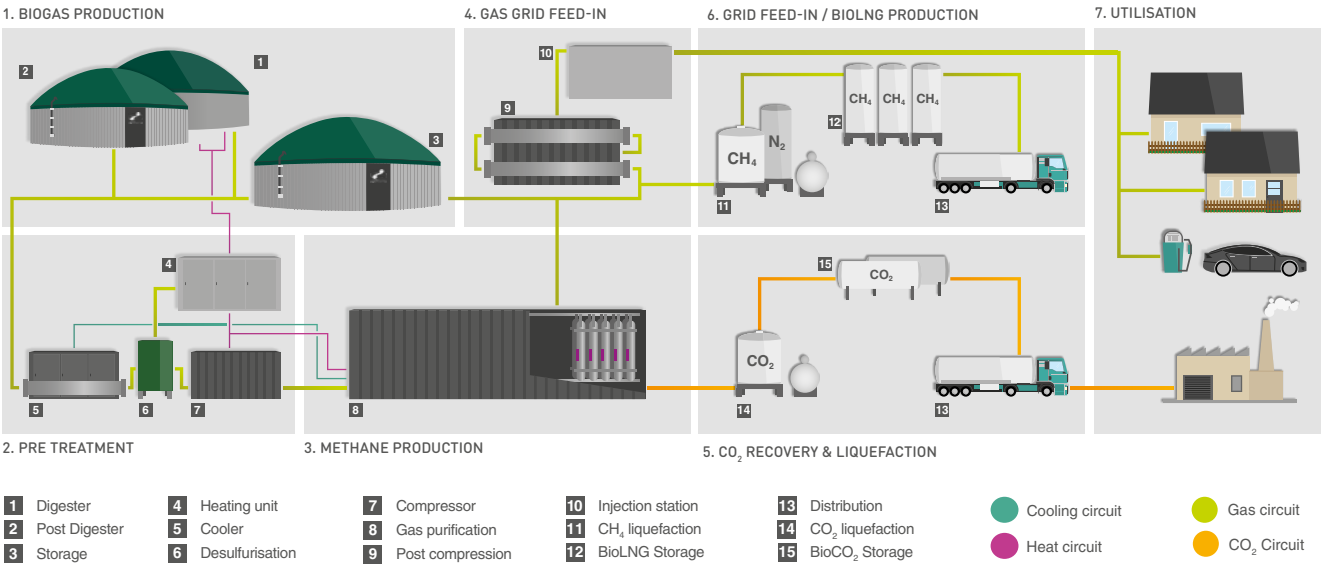 1. BIOGAS PRODUCTION
4. GAS GRID FEED-IN
6. GRID FEED-IN / BIOLNG PRODUCTION
7. UTILISATION
2
1
3
10
9
CH₄
N₂
11
12
CH₄ CH₄ CH₄
13
4
5
6
7
8
CO₂
14
15
CO₂
13
2. PRE TREATMENT
3. METHANE PRODUCTION
5. CO₂ RECOVERY & LIQUEFACTION
1 Digester
2 Post Digester
3 Storage
4 Heating unit
5 Cooler
6 Desulfurisation
7 Compressor
8 Gas purification
9 Post compression
10 Injection station
11 CH₄ liquefaction
12 BioLNG Storage
13 Distribution
14 CO₂ liquefaction
15 BioCO₂ Storage
Cooling circuit
Heat circuit
Gas circuit
CO₂ Circuit